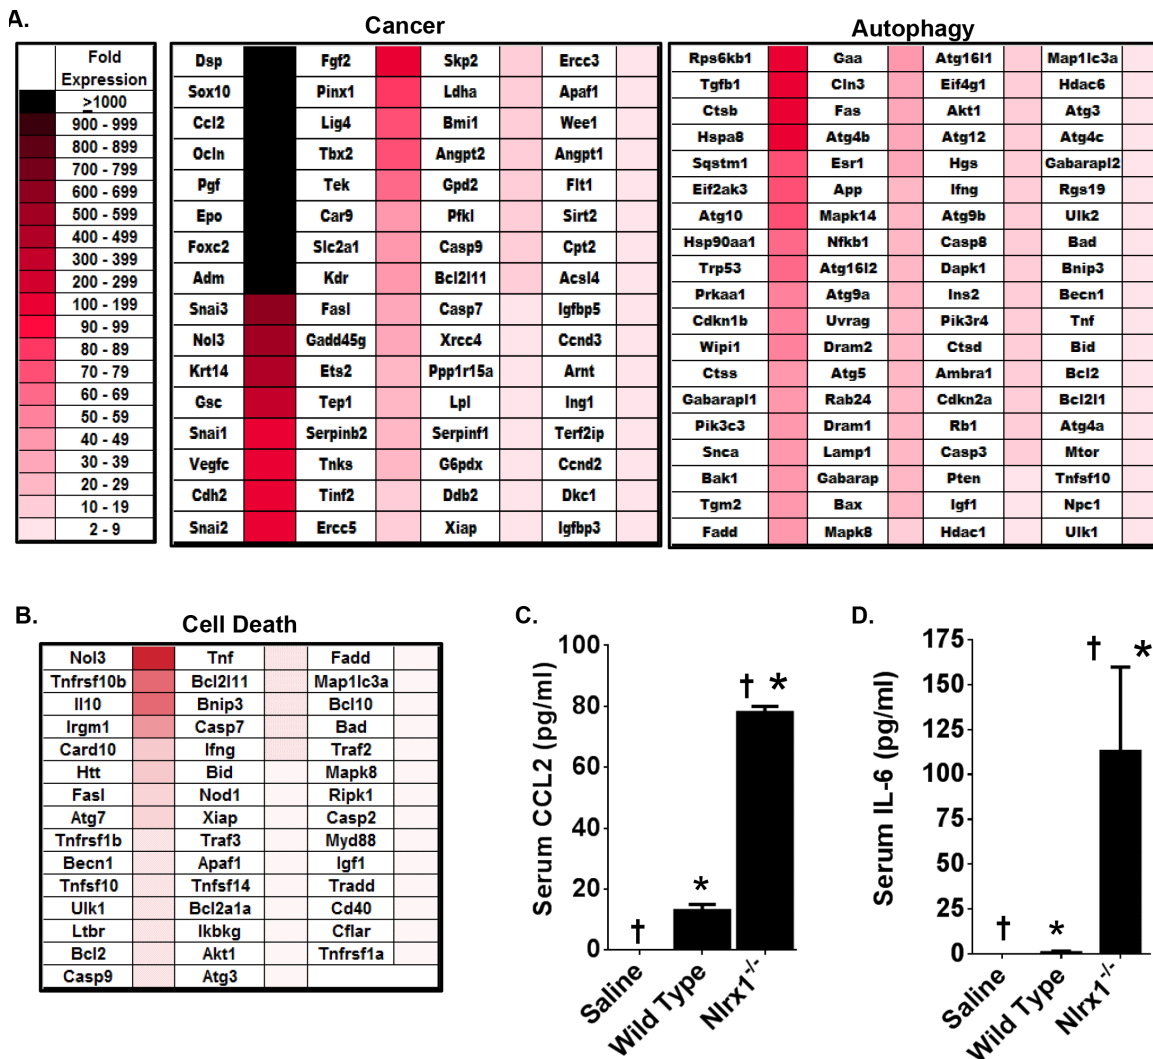 A.
Cancer
Autophagy
Fold
Expression
≥1000
900 - 999
800 - 899
700 - 799
600 - 699
500 - 599
400 - 499
300 - 399
200 - 299
100 - 199
90 - 99
80 - 89
70 - 79
60 - 69
50 - 59
40 - 49
30 - 39
20 - 29
10 - 19
2 - 9
Dsp Fgf2 Skp2 Ercc3
Sox10 Pinx1 Ldha Apaf1
Ccl2 Lig4 Bmi1 Wee1
Ocln Tbx2 Angpt2 Angpt1
Pgf Tek Gpd2 Flt1
Epo Car9 Pfkl Sirt2
Foxc2 Slc2a1 Casp9 Cpt2
Adm Kdr Bcl2l11 Acsl4
Snai3 Fasl Casp7 Igfbp5
Nol3 Gadd45g Xrcc4 Ccnd3
Krt14 Ets2 Ppp1r15a Arnt
Gsc Tep1 Lpl Ing1
Snai1 Serpinb2 Serpinf1 Terf2ip
Vegfc Tnks G6pdx Ccnd2
Cdh2 Tinf2 Ddb2 Dkc1
Snai2 Ercc5 Xiap Igfbp3
Rps6kb1 Gaa Atg16l1 Map1lc3a
Tgfb1 Cln3 Eif4g1 Hdac6
Ctsb Fas Akt1 Atg3
Hspa8 Atg4b Atg12 Atg4c
Sqstm1 Esr1 Hgs Gabarapl2
Eif2ak3 App Ifng Rgs19
Atg10 Mapk14 Atg9b Ulk2
Hsp90aa1 Nfkb1 Casp8 Bad
Trp53 Atg16l2 Dapk1 Bnip3
Prkaa1 Atg9a Ins2 Becn1
Cdkn1b Uvrag Pik3r4 Tnf
Wipi1 Dram2 Ctsd Bid
Ctss Atg5 Ambra1 Bcl2
Gabarapl1 Rab24 Cdkn2a Bcl2l1
Pik3c3 Dram1 Rb1 Atg4a
Snca Lamp1 Casp3 Mtor
Bak1 Gabarap Pten Tnfsf10
Tgm2 Bax Igf1 Npc1
Fadd Mapk8 Hdac1 Ulk1
B.
Cell Death
Nol3 Tnf Fadd
Tnfrsf10b Bcl2l11 Map1lc3a
Il10 Bnip3 Bcl10
Irgm1 Casp7 Bad
Card10 Ifng Traf2
Htt Bid Mapk8
Fasl Nod1 Ripk1
Atg7 Xiap Casp2
Tnfrsf1b Traf3 Myd88
Becn1 Apaf1 Igf1
Tnfsf10 Tnfsf14 Tradd
Ulk1 Bcl2a1a Cd40
Ltbr Ikbkg Cflar
Bcl2 Akt1 Tnfrsf1a
Casp9 Atg3
C.
Serum CCL2 (pg/ml)
100
80
60
40
20
0
†
*
† *
Saline
Wild Type
Nlrx1-/-
D.
Serum IL-6 (pg/ml)
175
150
125
100
75
50
25
0
†
*
† *
Saline
Wild Type
Nlrx1-/-